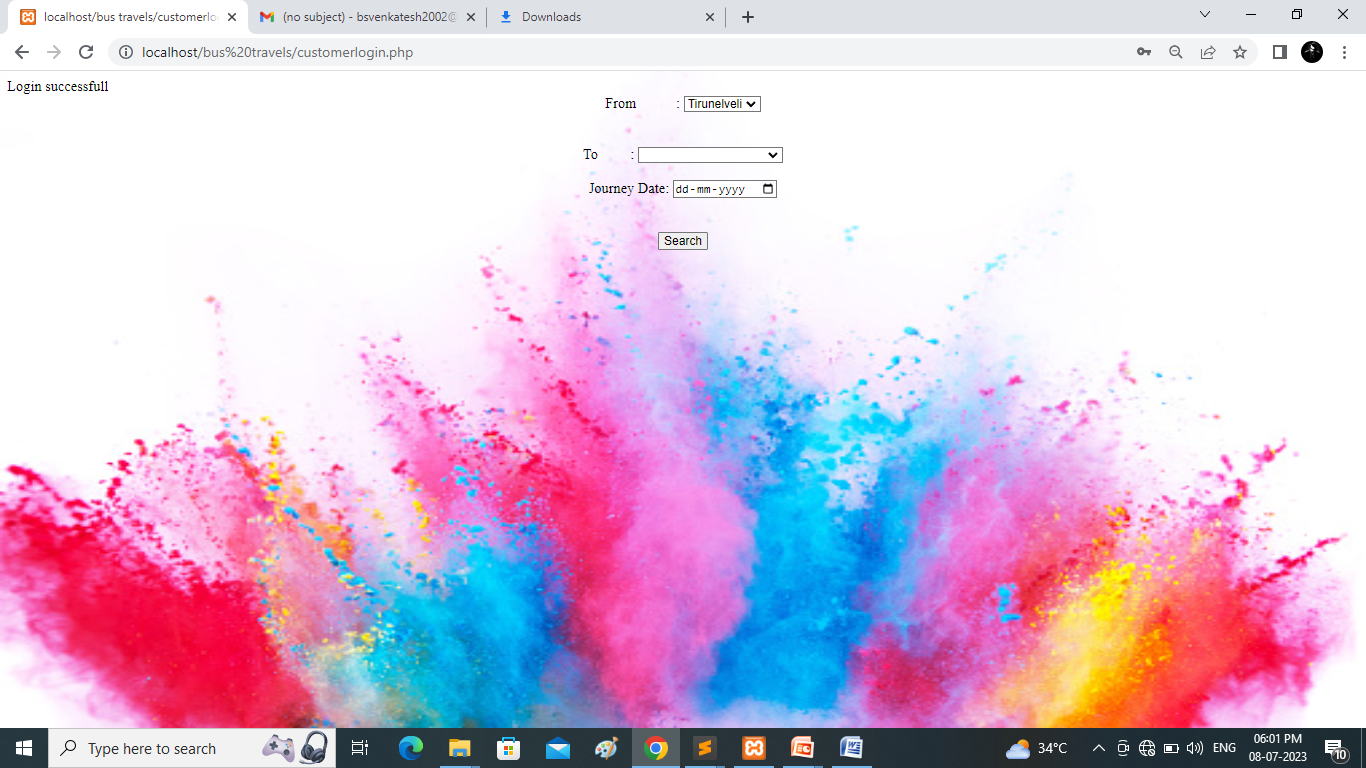 localhost/bus travels/customerlo
(no subject) - bsvenkatesh2002@
Downloads
localhost/bus%20travels/customerlogin.php
Login successfull
From : Tirunelveli
To :
Journey Date: dd-mm-yyyy
Search
Type here to search
34°C
ENG
06:01 PM
08-07-2023
10